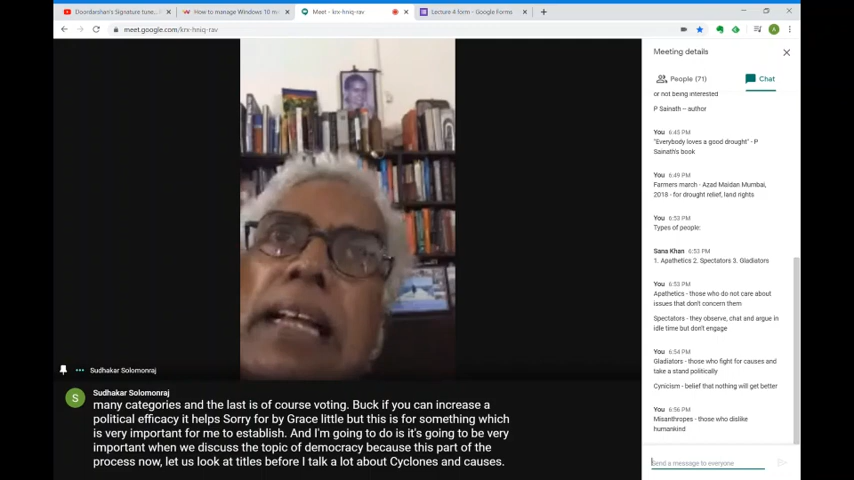 Doordarshan's Signature tune...
How to manage Windows 10 n
Meet - krx-hniq-rav
Lecture 4 form - Google Forms
meet.google.com/krx-hniq-rav
Meeting details
People (71)
Chat
or not being interested
P Sainath – author
You 6:45 PM
"Everybody loves a good drought" - P
Sainath's book
You 6:49 PM
Farmers march - Azad Maidan Mumbai,
2018 - for drought relief, land rights
You 6:53 PM
Types of people:
Sana Khan 6:53 PM
1. Apathetics 2. Spectators 3. Gladiators
You 6:53 PM
Apathetics - those who do not care about
issues that don't concern them
Spectators - they observe, chat and argue in
idle time but don't engage
You 6:54 PM
Gladiators - those who fight for causes and
take a stand politically
Cynicism - belief that nothing will get better
You 6:56 PM
Misanthropes - those who dislike
humankind
Send a message to everyone
Sudhakar Solomonraj
S
Sudhakar Solomonraj
many categories and the last is of course voting. Buck if you can increase a
political efficacy it helps Sorry for by Grace little but this is for something which
is very important for me to establish. And I'm going to do is it's going to be very
important when we discuss the topic of democracy because this part of the
process now, let us look at titles before I talk a lot about Cyclones and causes.